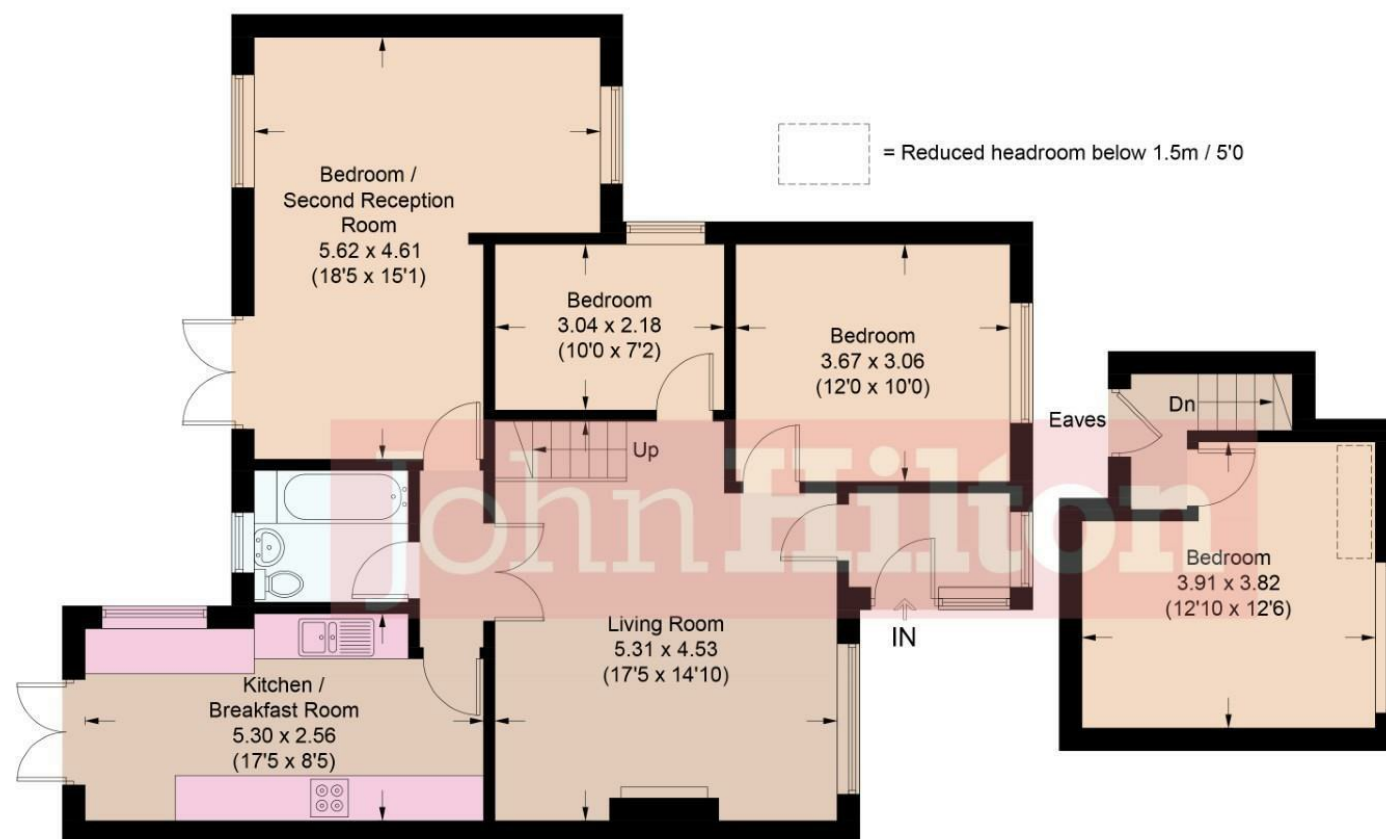 = Reduced headroom below 1.5m / 5'0
Bedroom /
Second Reception
Room
5.62 x 4.61
(18'5 x 15'1)
Bedroom
3.04 x 2.18
(10'0 x 7'2)
Bedroom
3.67 x 3.06
(12'0 x 10'0)
Eaves
Dn
Up
John Hilton
Bedroom
3.91 x 3.82
(12'10 x 12'6)
Living Room
5.31 x 4.53
(17'5 x 14'10)
IN
Kitchen /
Breakfast Room
5.30 x 2.56
(17'5 x 8'5)